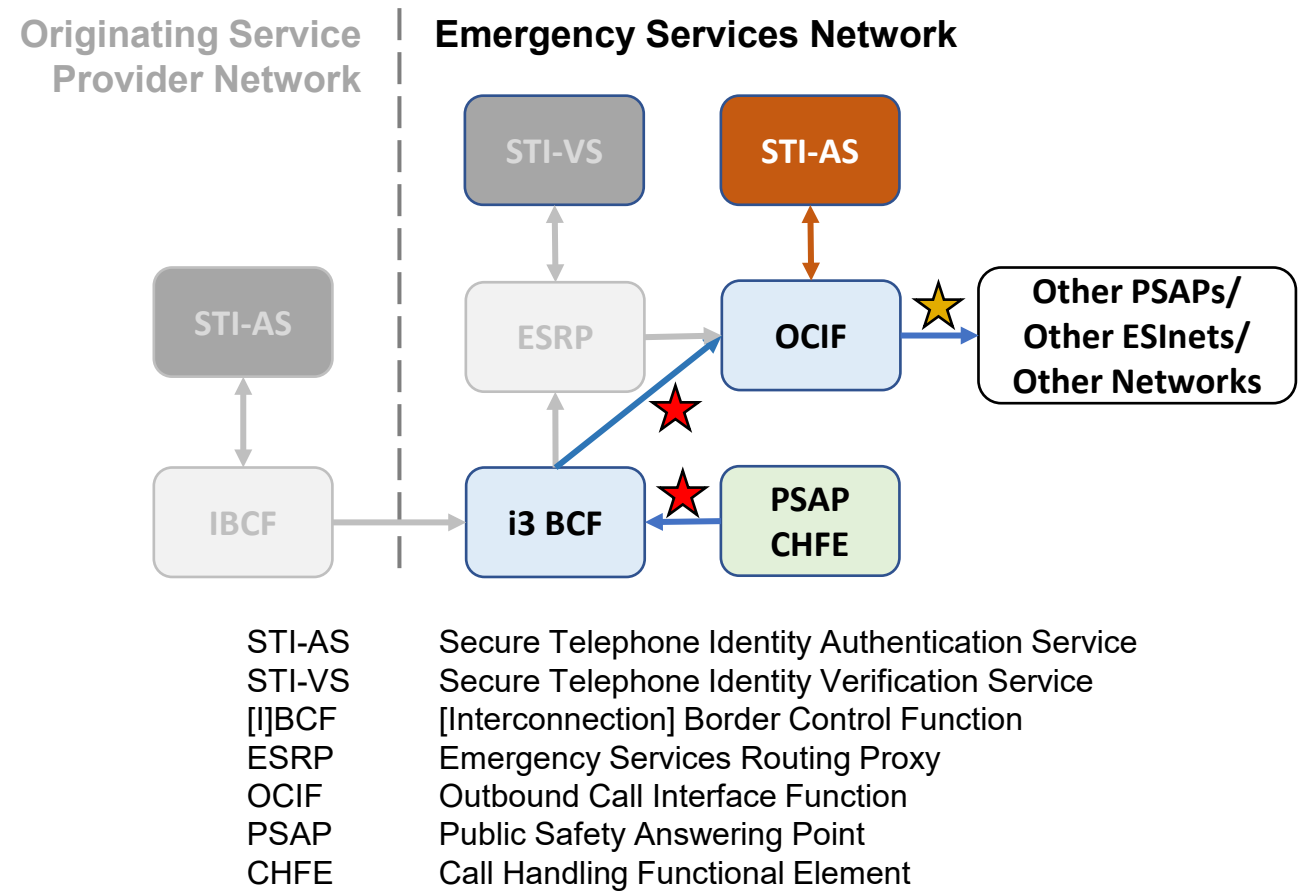 Originating Service
Provider Network
Emergency Services Network
STI-VS
STI-AS
STI-AS
ESRP
OCIF
Other PSAPs/
Other ESInets/
Other Networks
IBCF
i3 BCF
PSAP
CHFE
STI-AS Secure Telephone Identity Authentication Service
STI-VS Secure Telephone Identity Verification Service
[I]BCF [Interconnection] Border Control Function
ESRP Emergency Services Routing Proxy
OCIF Outbound Call Interface Function
PSAP Public Safety Answering Point
CHFE Call Handling Functional Element